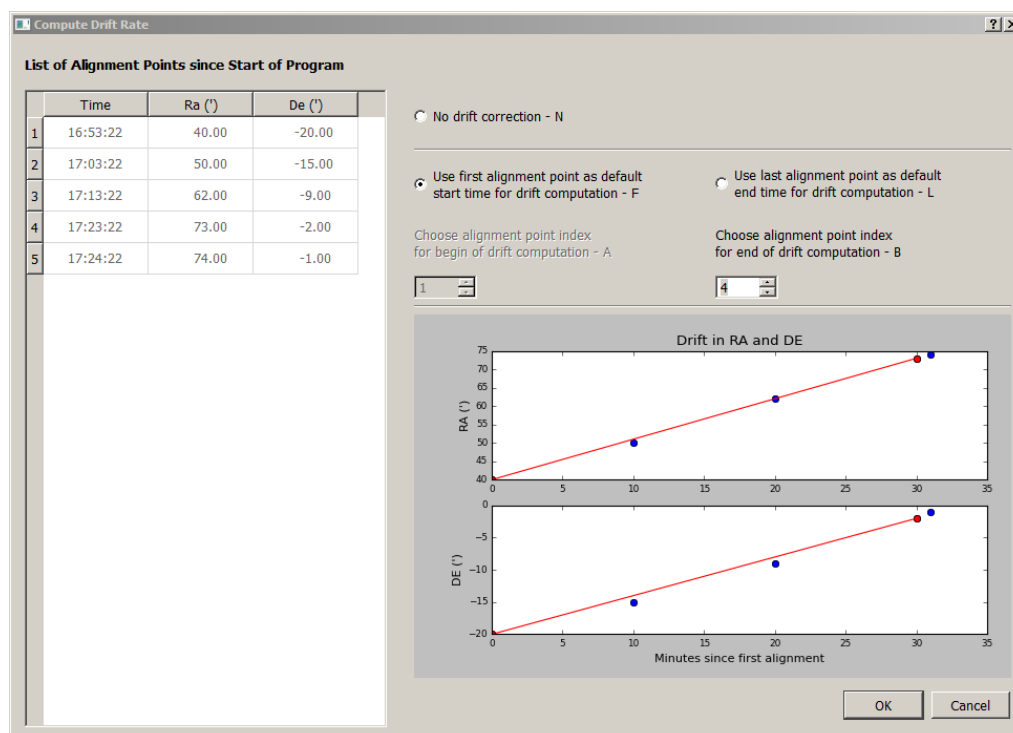 Compute Drift Rate
List of Alignment Points since Start of Program
Time Ra (') De (')
1 16:53:22 40.00 -20.00
2 17:03:22 50.00 -15.00
3 17:13:22 62.00 -9.00
4 17:23:22 73.00 -2.00
5 17:24:22 74.00 -1.00
No drift correction - N
Use first alignment point as default
start time for drift computation - F
Use last alignment point as default
end time for drift computation - L
Choose alignment point index
for begin of drift computation - A
Choose alignment point index
for end of drift computation - B
1
4
Drift in RA and DE
RA (')
75
70
65
60
55
50
45
40
0 5 10 15 20 25 30 35
DE (')
0
−5
−10
−15
−20
0 5 10 15 20 25 30 35
Minutes since first alignment
OK Cancel